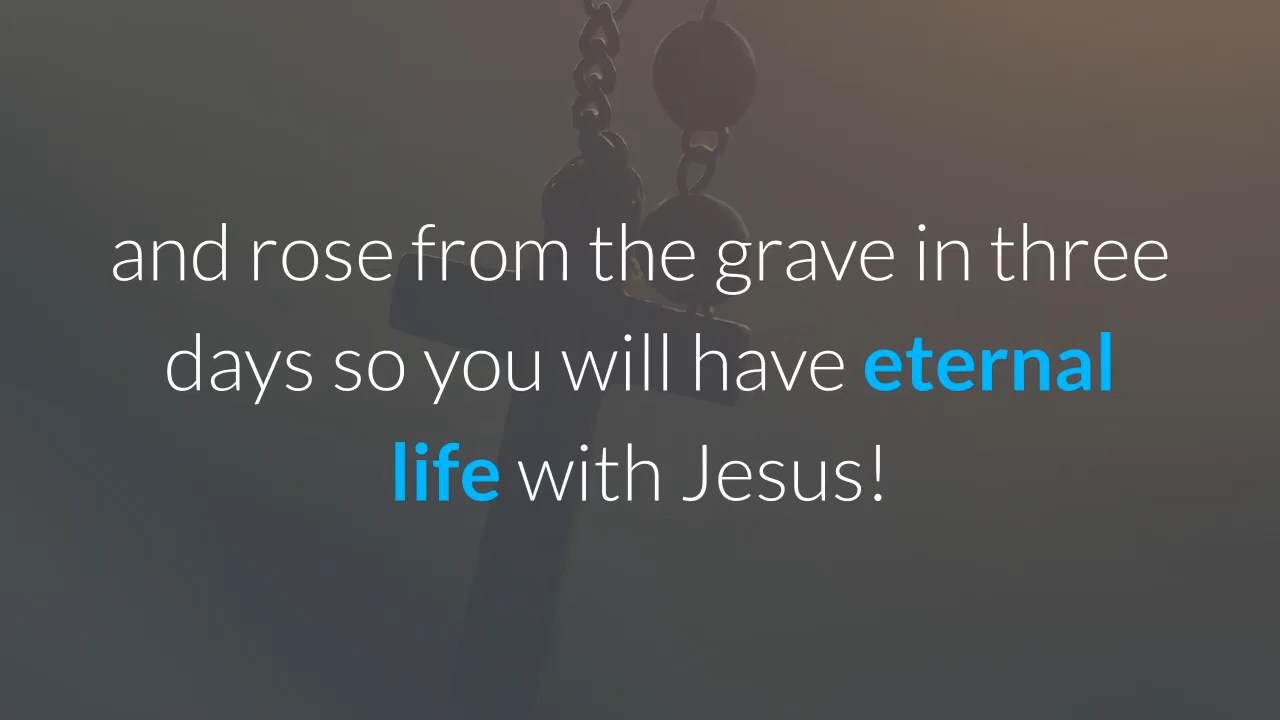 and rose from the grave in three
days so you will have eternal
life with Jesus!